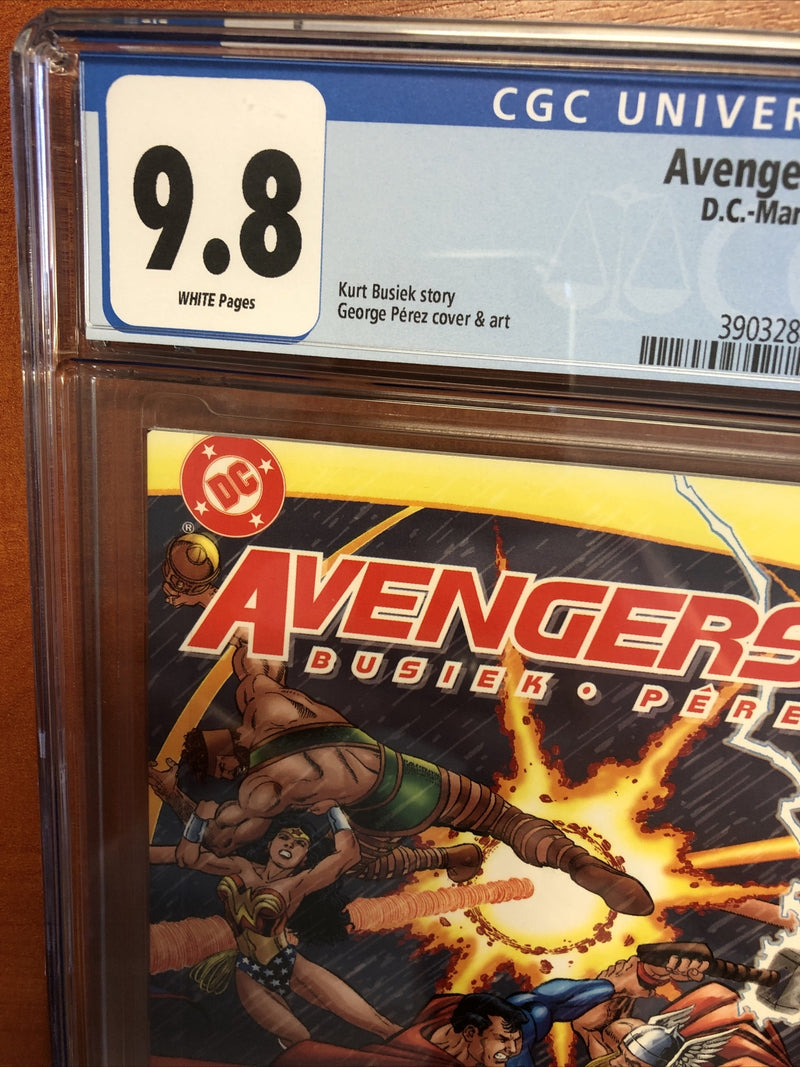 CGC UNIVER
9.8
WHITE Pages
Avenge
D.C.-Mar
Kurt Busiek story
George Pérez cover & art
390328
DC
®
AVENGERS
BUSIEK • PÉRE